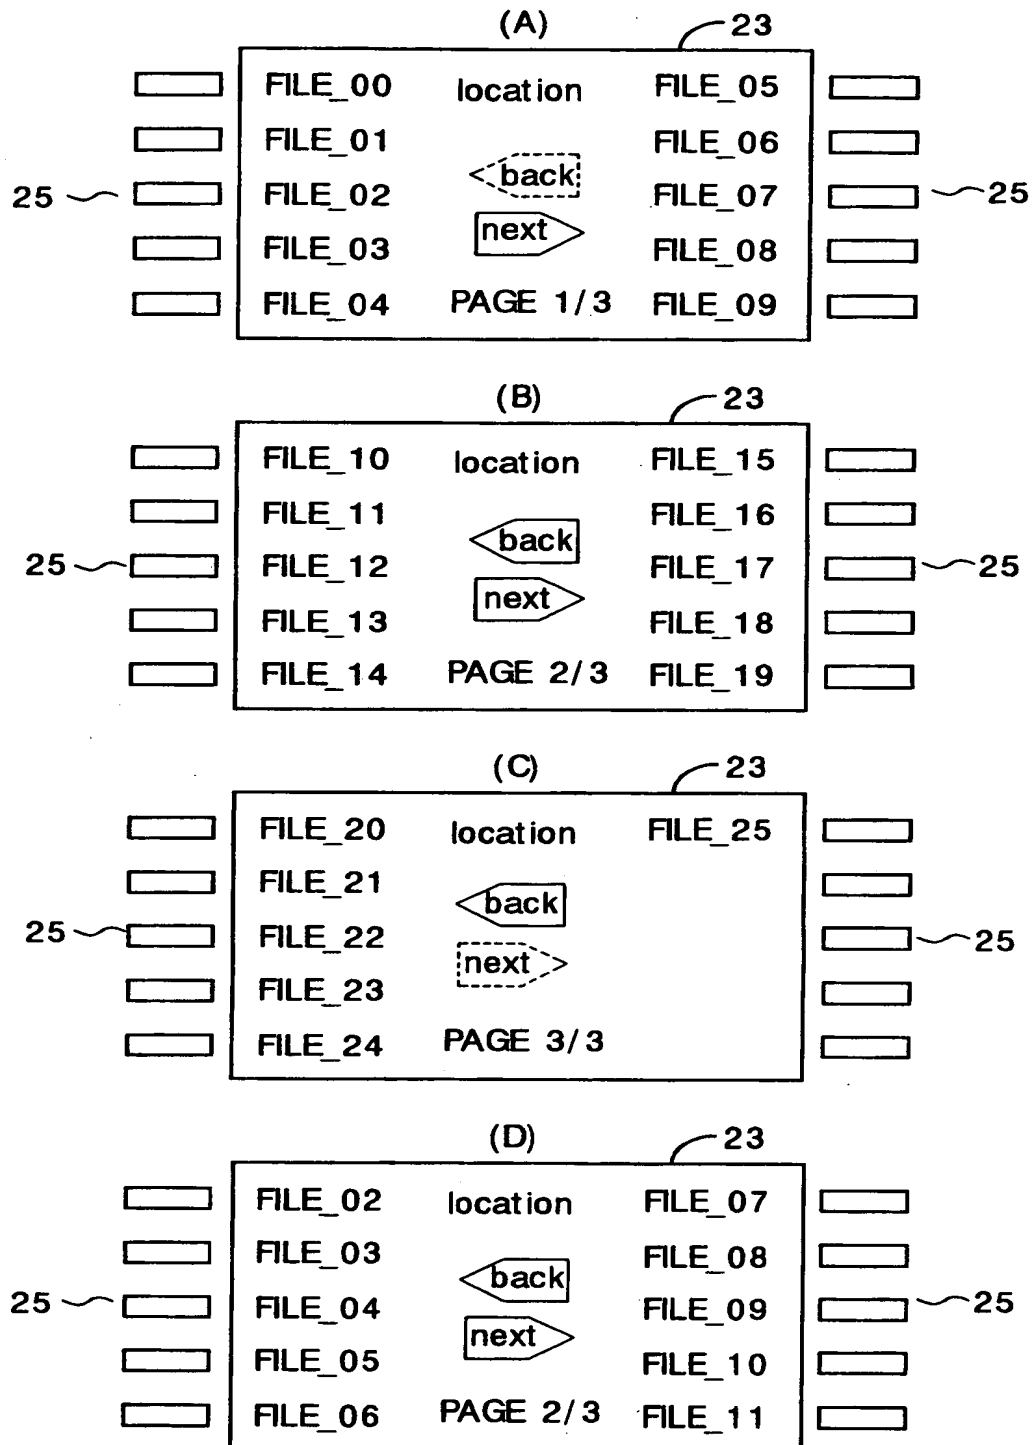 (A)
23
FILE_00 location FILE_05
FILE_01 FILE_06
back
25 FILE_02 FILE_07 25
next
FILE_03 FILE_08
FILE_04 PAGE 1/3 FILE_09
(B)
23
FILE_10 location FILE_15
FILE_11 FILE_16
back
25 FILE_12 FILE_17 25
next
FILE_13 FILE_18
FILE_14 PAGE 2/3 FILE_19
(C)
23
FILE_20 location FILE_25
FILE_21
back
25 FILE_22 25
next
FILE_23
FILE_24 PAGE 3/3
(D)
23
FILE_02 location FILE_07
FILE_03 FILE_08
back
25 FILE_04 FILE_09 25
next
FILE_05 FILE_10
FILE_06 PAGE 2/3 FILE_11